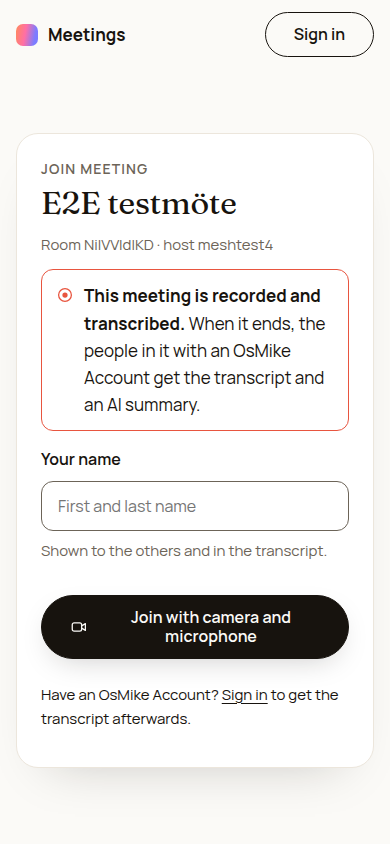 Meetings
Sign in
JOIN MEETING
E2E testmöte
Room NilVVldlKD · host meshtest4
This meeting is recorded and
transcribed. When it ends, the
people in it with an OsMike
Account get the transcript and
an AI summary.
Your name
First and last name
Shown to the others and in the transcript.
Join with camera and
microphone
Have an OsMike Account? Sign in to get the
transcript afterwards.